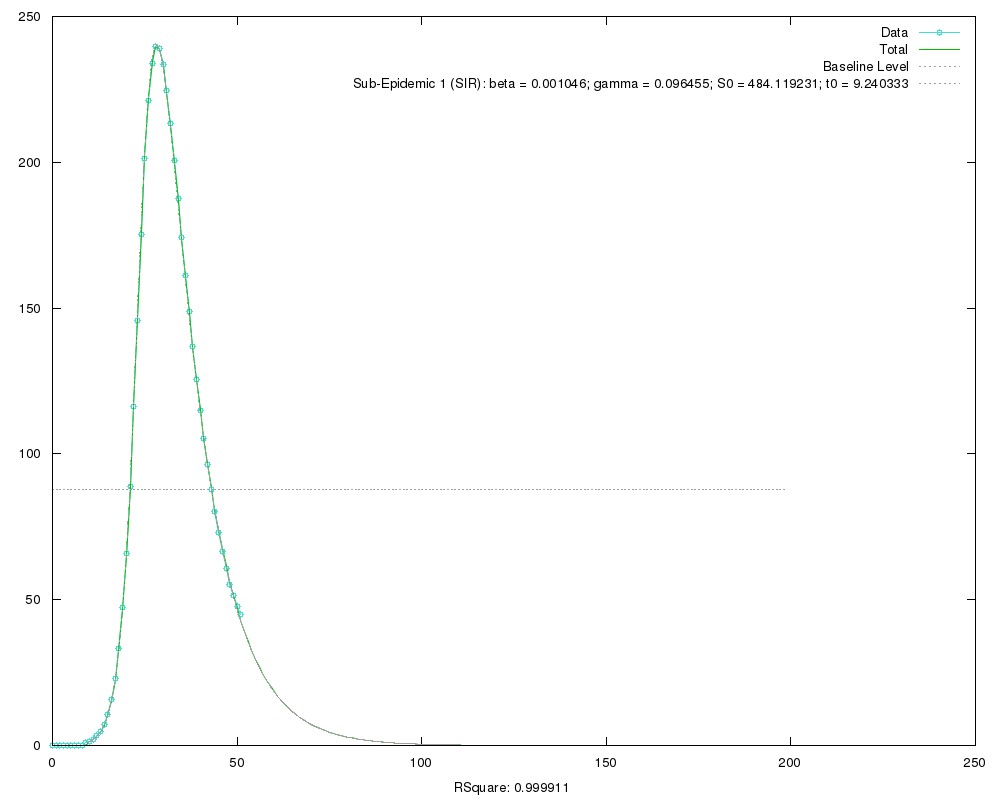 250
200
150
100
50
0
Data
Total
Baseline Level
Sub-Epidemic 1 (SIR): beta = 0.001046; gamma = 0.096455; S0 = 484.119231; t0 = 9.240333
0 50 100 150 200 250
RSquare: 0.999911